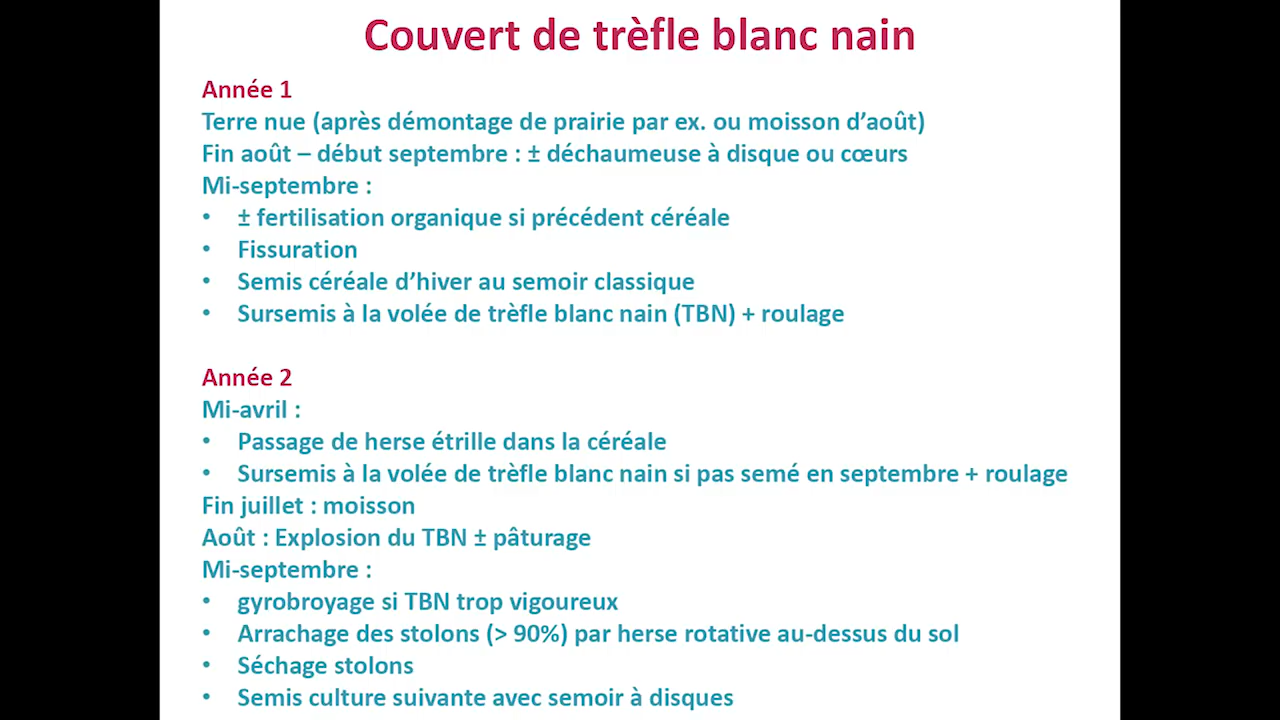 Couvert de trèfle blanc nain
Année 1
Terre nue (après démontage de prairie par ex. ou moisson d’août)
Fin août – début septembre : ± déchaumeuse à disque ou cœurs
Mi-septembre :
• ± fertilisation organique si précédent céréale
• Fissuration
• Semis céréale d’hiver au semoir classique
• Sursemis à la volée de trèfle blanc nain (TBN) + roulage
Année 2
Mi-avril :
• Passage de herse étrille dans la céréale
• Sursemis à la volée de trèfle blanc nain si pas semé en septembre + roulage
Fin juillet : moisson
Août : Explosion du TBN ± pâturage
Mi-septembre :
• gyrobroyage si TBN trop vigoureux
• Arrachage des stolons (> 90%) par herse rotative au-dessus du sol
• Séchage stolons
• Semis culture suivante avec semoir à disques